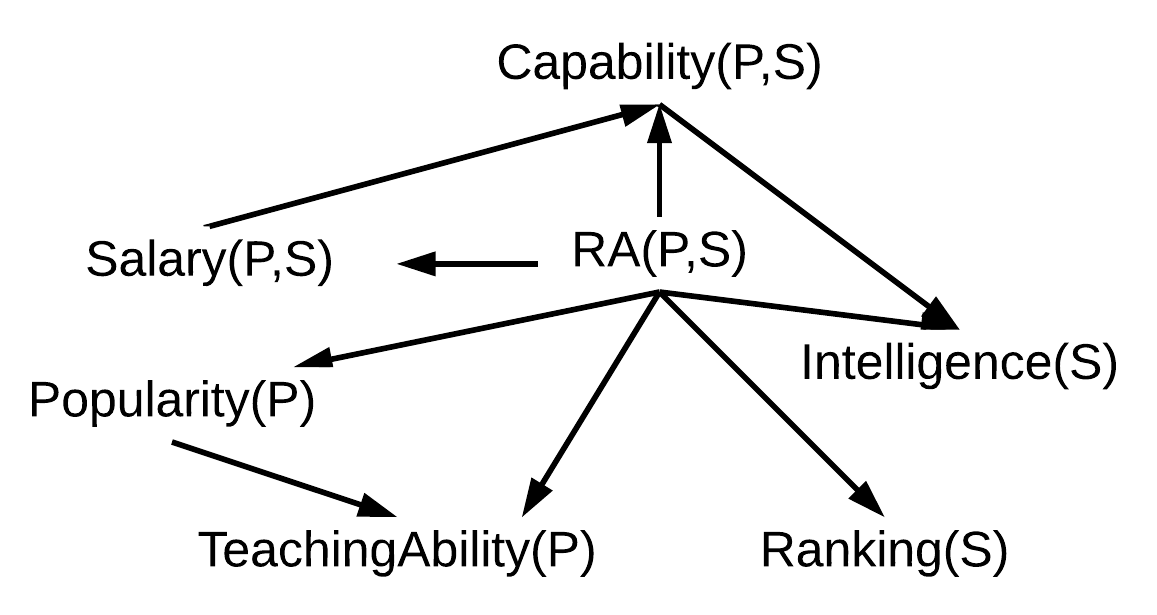 Capability(P,S)
Salary(P,S)
RA(P,S)
Intelligence(S)
Popularity(P)
TeachingAbility(P)
Ranking(S)